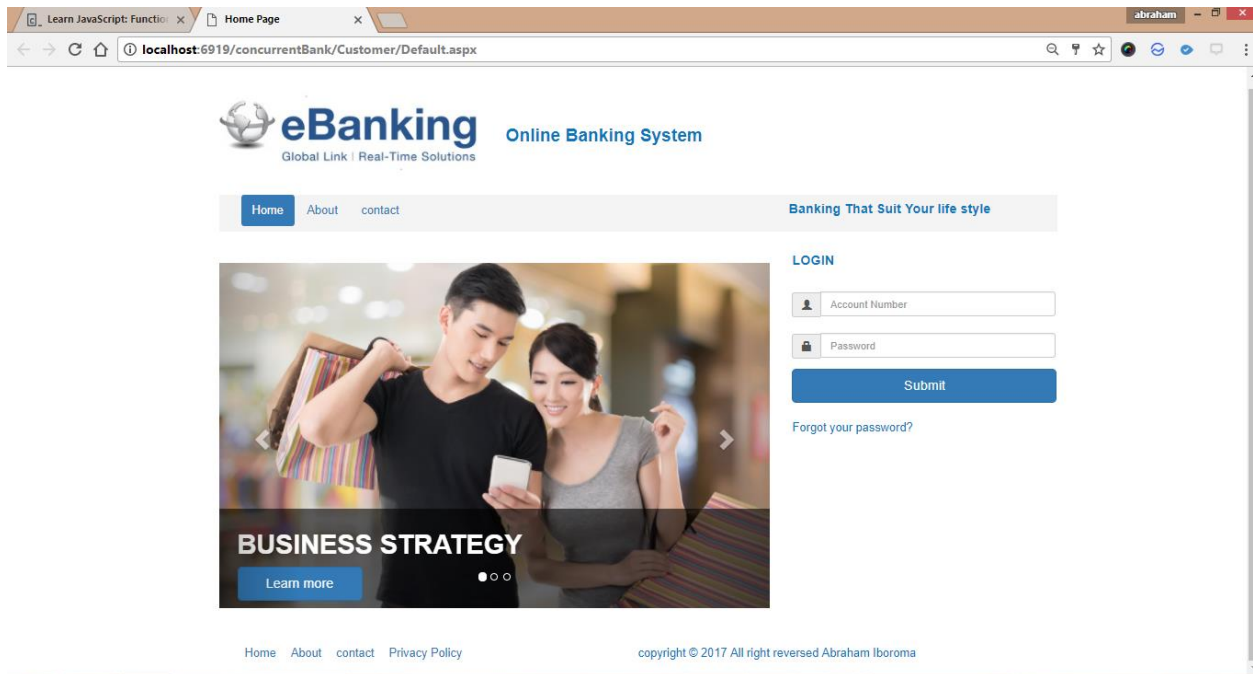 Learn JavaScript: Functio
Home Page
abraham
localhost:6919/concurrentBank/Customer/Default.aspx
eBanking
Global Link | Real-Time Solutions
Online Banking System
Home About contact
Banking That Suit Your life style
LOGIN
Account Number
Password
Submit
Forgot your password?
BUSINESS STRATEGY
Learn more
Home About contact Privacy Policy
copyright © 2017 All right reversed Abraham Iboroma